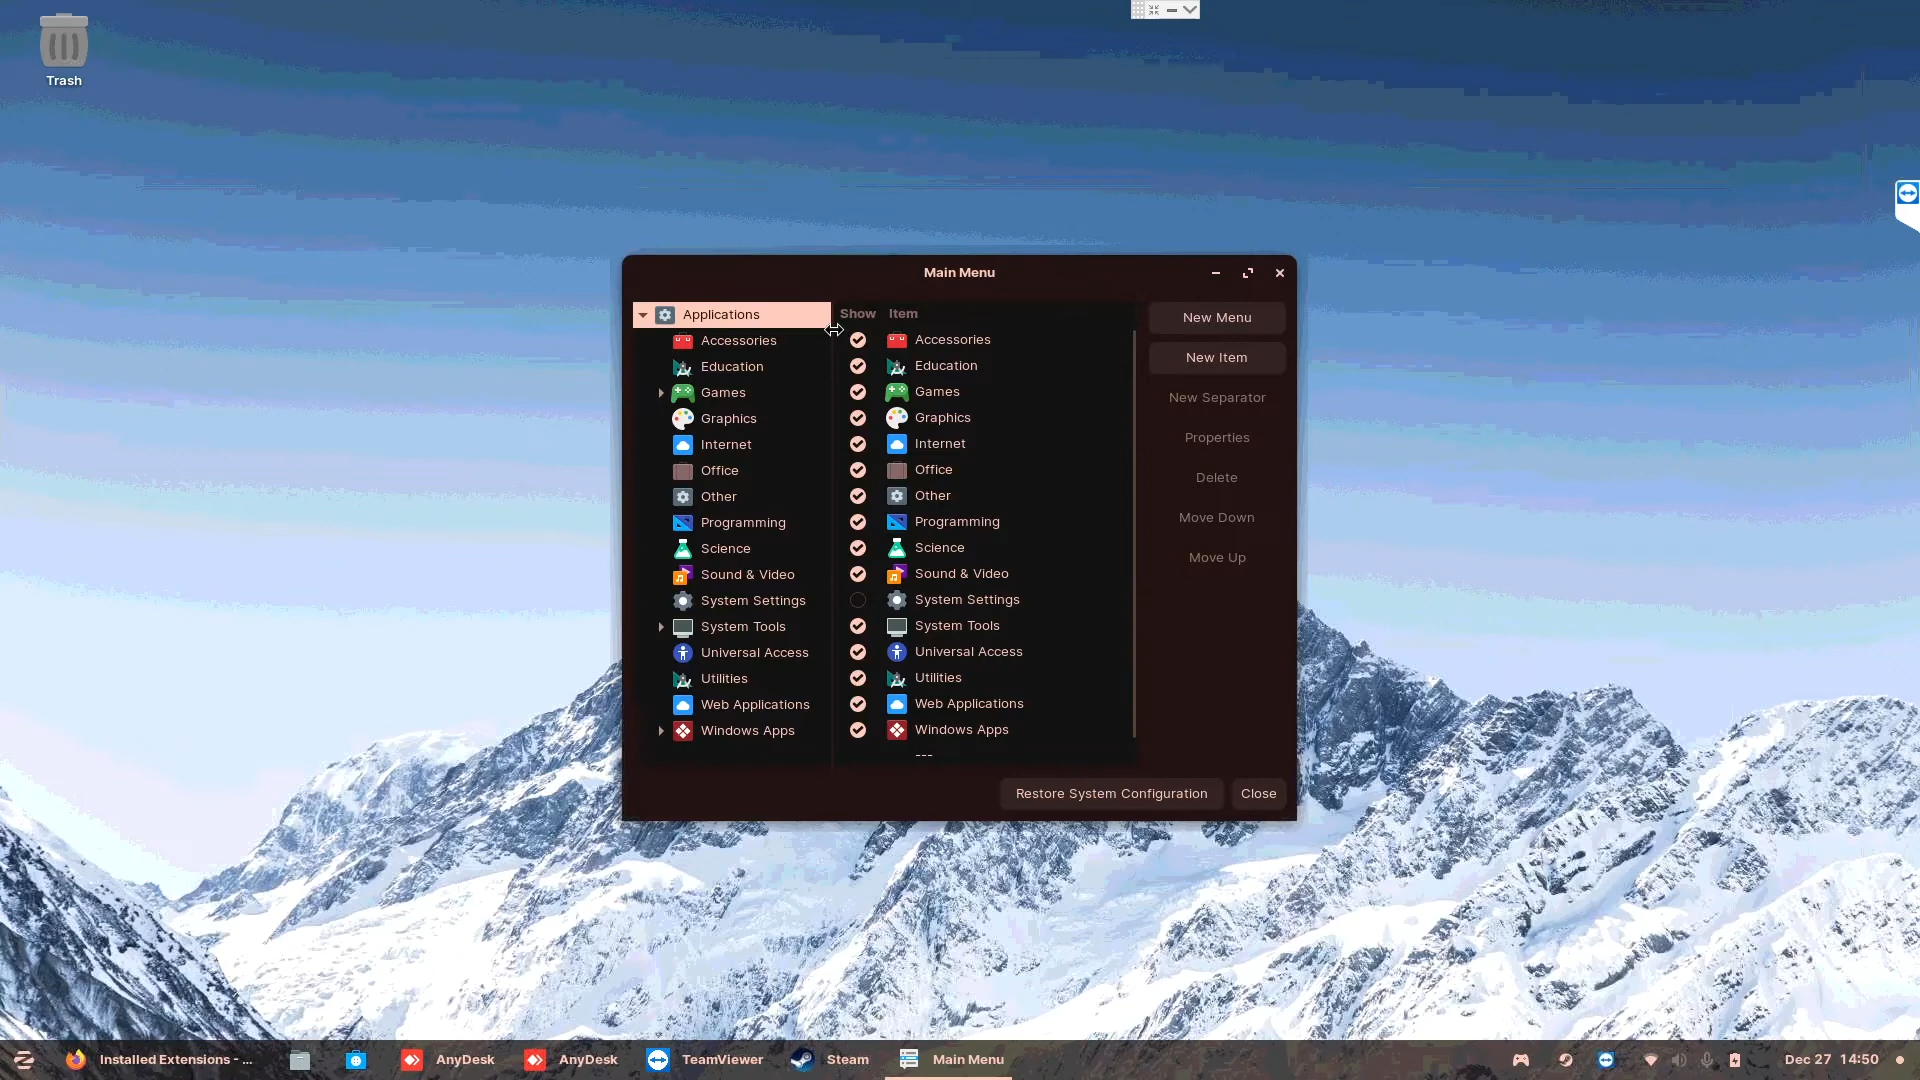 Trash
Main Menu
Applications
Accessories
Education
Games
Graphics
Internet
Office
Other
Programming
Science
Sound & Video
System Settings
System Tools
Universal Access
Utilities
Web Applications
Windows Apps
Show Item
Accessories
Education
Games
Graphics
Internet
Office
Other
Programming
Science
Sound & Video
System Settings
System Tools
Universal Access
Utilities
Web Applications
Windows Apps
---
New Menu
New Item
New Separator
Properties
Delete
Move Down
Move Up
Restore System Configuration
Close
Installed Extensions - ...
AnyDesk
AnyDesk
TeamViewer
Steam
Main Menu
Dec 27 14:50